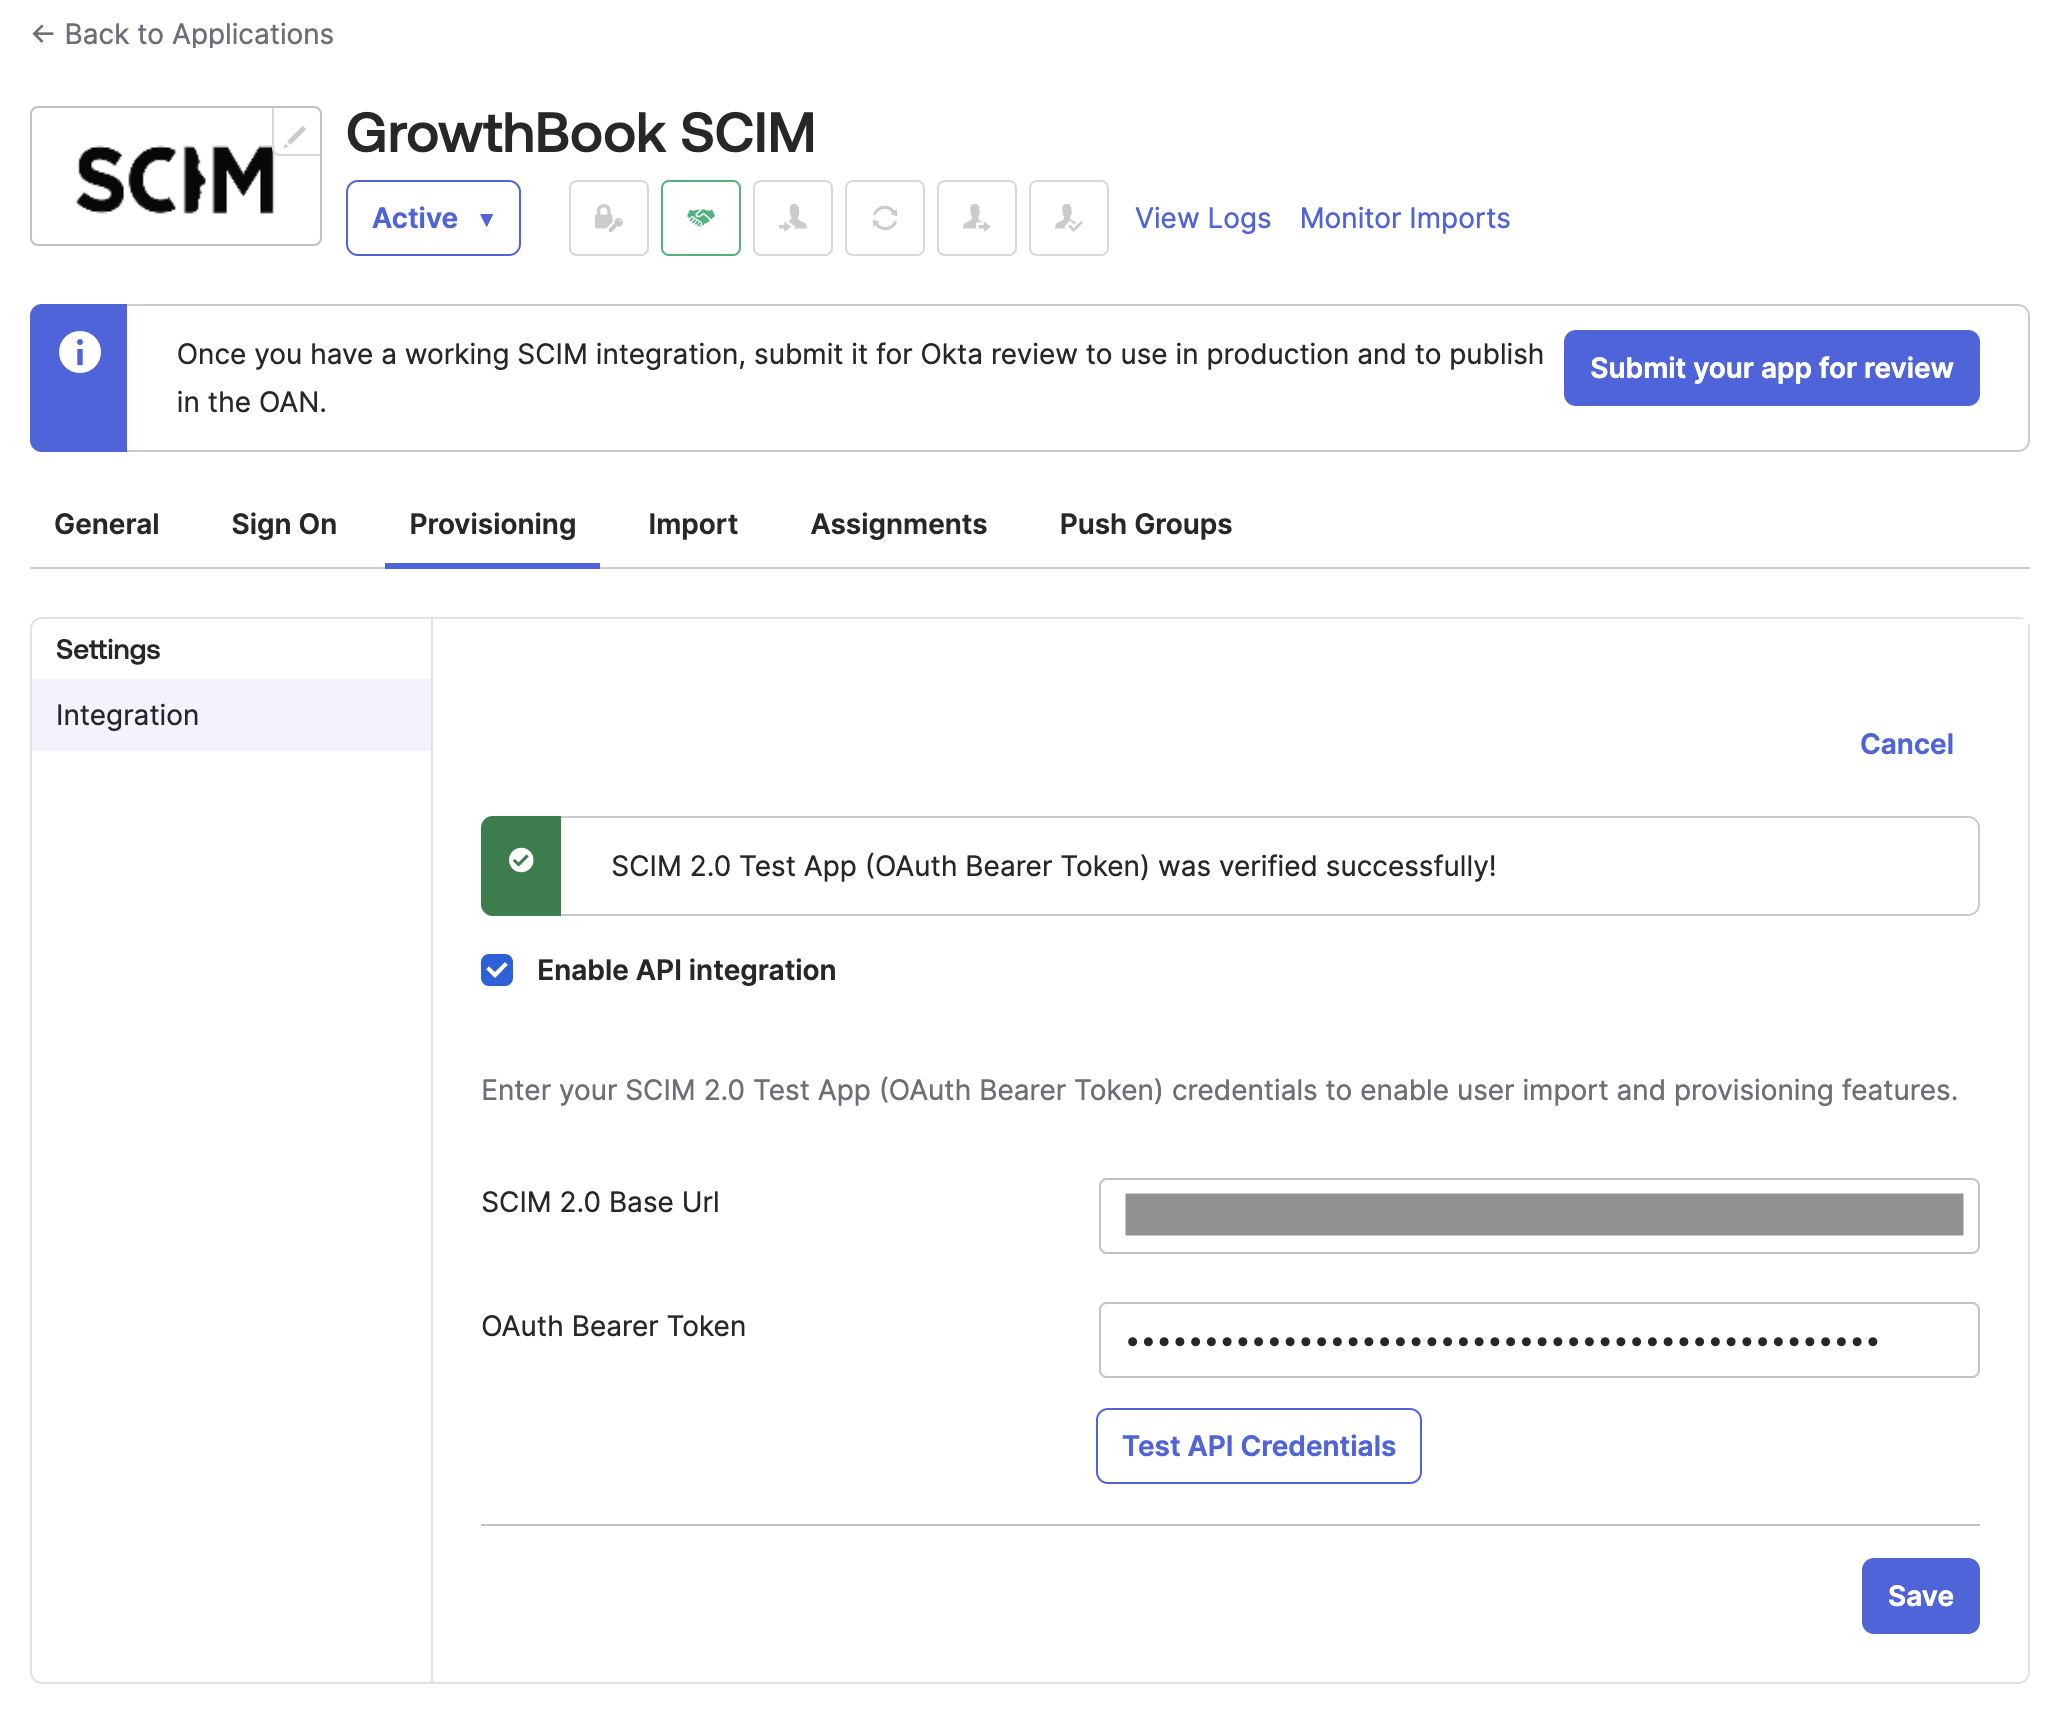 ← Back to Applications
SCIM
GrowthBook SCIM
Active ▼
View Logs
Monitor Imports
Once you have a working SCIM integration, submit it for Okta review to use in production and to publish
in the OAN.
Submit your app for review
General
Sign On
Provisioning
Import
Assignments
Push Groups
Settings
Integration
Cancel
SCIM 2.0 Test App (OAuth Bearer Token) was verified successfully!
Enable API integration
Enter your SCIM 2.0 Test App (OAuth Bearer Token) credentials to enable user import and provisioning features.
SCIM 2.0 Base Url
OAuth Bearer Token
••••••••••••••••••••••••••••••••••••••••••••••••
Test API Credentials
Save